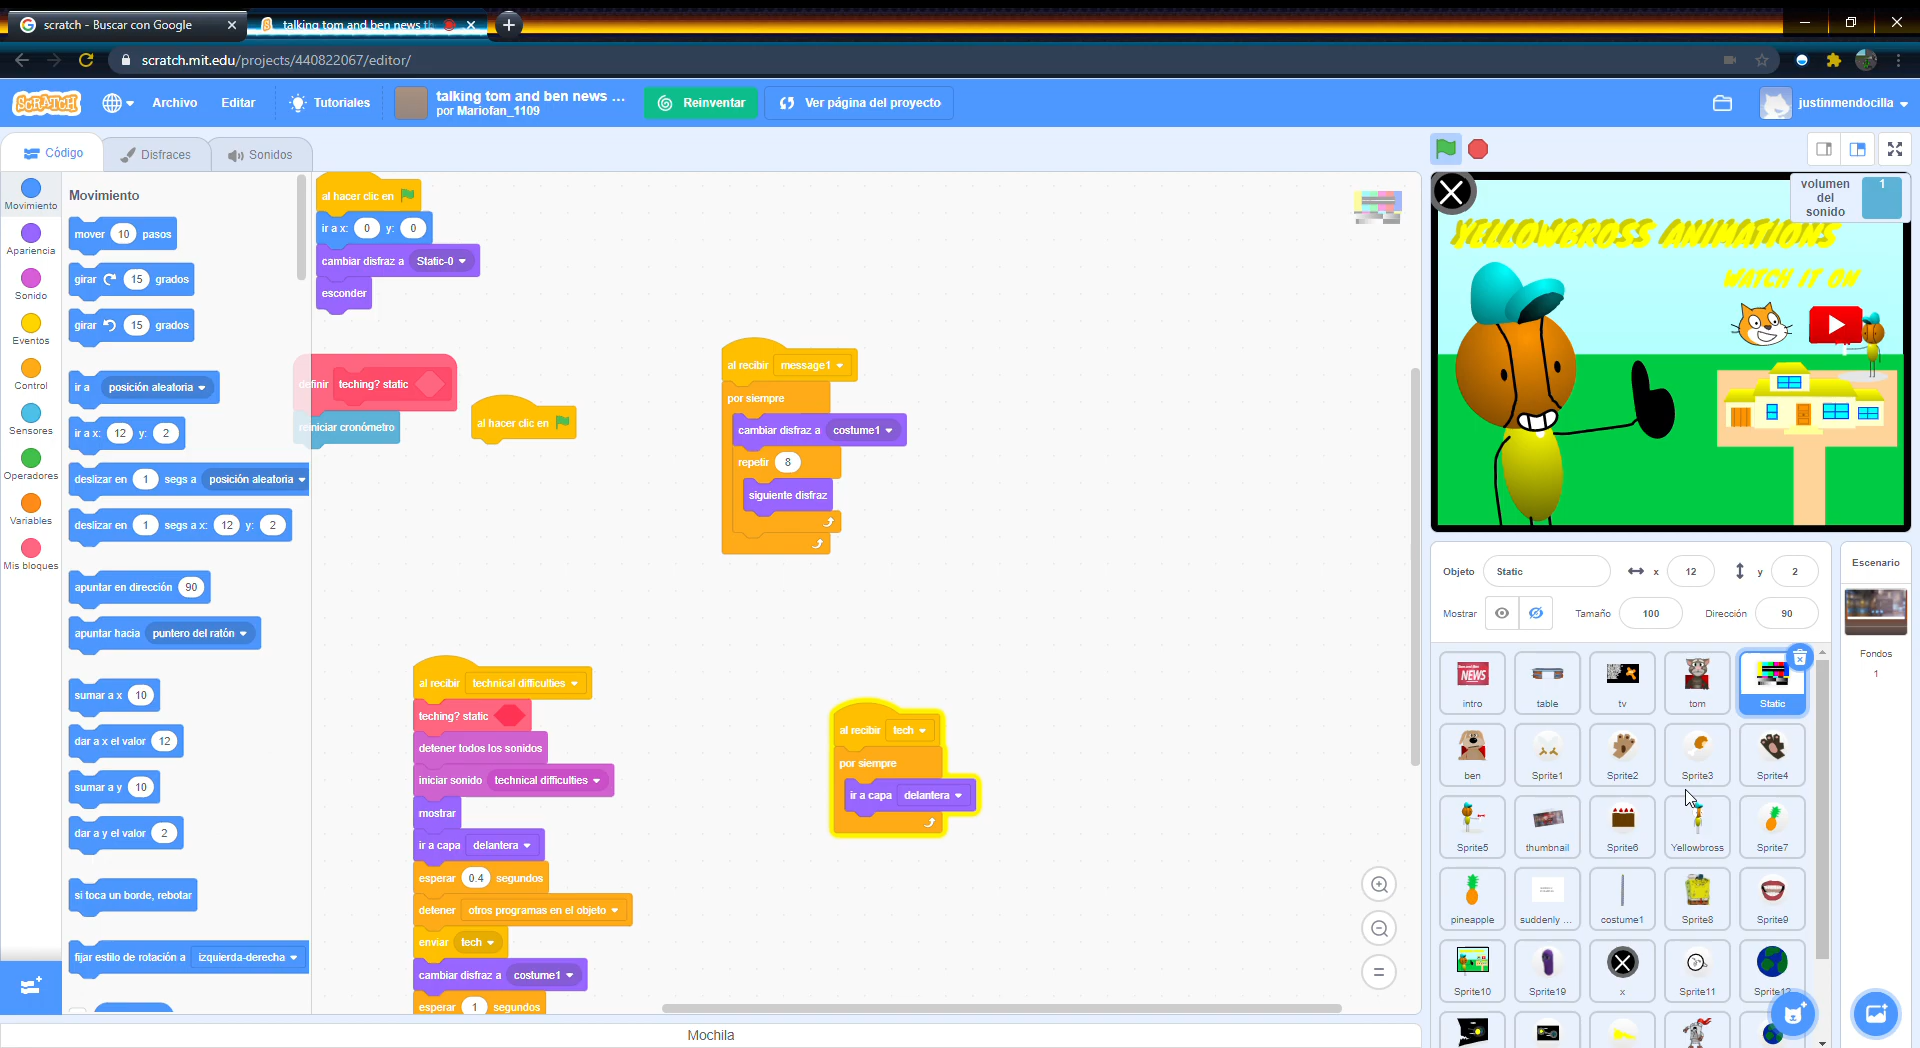 scratch - Buscar con Google
talking tom and ben news th
scratch.mit.edu/projects/440822067/editor/
SCRATCH
Archivo
Editar
Tutoriales
talking tom and ben news ...
por Mariofan_1109
Reinventar
Ver página del proyecto
justinmendocilla
Código
Disfraces
Sonidos
Movimiento
Apariencia
Sonido
Eventos
Control
Sensores
Operadores
Variables
Mis bloques
Movimiento
mover 10 pasos
girar 15 grados
girar 15 grados
ir a posición aleatoria
ir a x: 12 y: 2
deslizar en 1 segs a posición aleatoria
deslizar en 1 segs a x: 12 y: 2
apuntar en dirección 90
apuntar hacia puntero del ratón
sumar a x 10
dar a x el valor 12
sumar a y 10
dar a y el valor 2
si toca un borde, rebotar
fijar estilo de rotación a izquierda-derecha
al hacer clic en
ir a x: 0 y: 0
cambiar disfraz a Static-0
esconder
definir teching? static
reiniciar cronómetro
al hacer clic en
al recibir message1
por siempre
cambiar disfraz a costume1
repetir 8
siguiente disfraz
al recibir technical difficulties
teching? static
detener todos los sonidos
iniciar sonido technical difficulties
mostrar
ir a capa delantera
esperar 0.4 segundos
detener otros programas en el objeto
enviar tech
cambiar disfraz a costume1
esperar 1 segundos
al recibir tech
por siempre
ir a capa delantera
Mochila
volumen del sonido 1
YELLOWBROSS ANIMATIONS
WATCH IT ON
Objeto Static x 12 y 2
Mostrar Tamaño 100 Dirección 90
NEWS
intro
table
tv
tom
Static
ben
Sprite1
Sprite2
Sprite3
Sprite4
Sprite5
thumbnail
Sprite6
Yellowbross
Sprite7
pineapple
suddenly ...
costume1
Sprite8
Sprite9
Sprite10
Sprite19
x
Sprite11
Sprite12
Escenario
Fondos
1